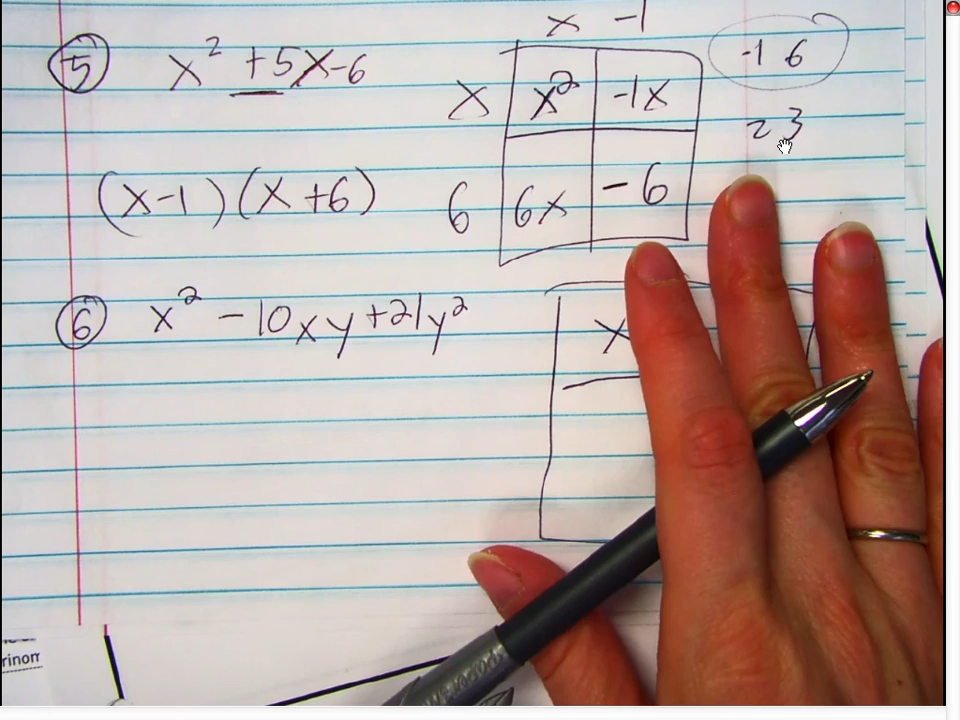 x -1
5 x² +5x-6
x x² -1x
-1 6
2 3
(x-1)(x+6)
6 6x -6
6 x² -10xy+21y²
x